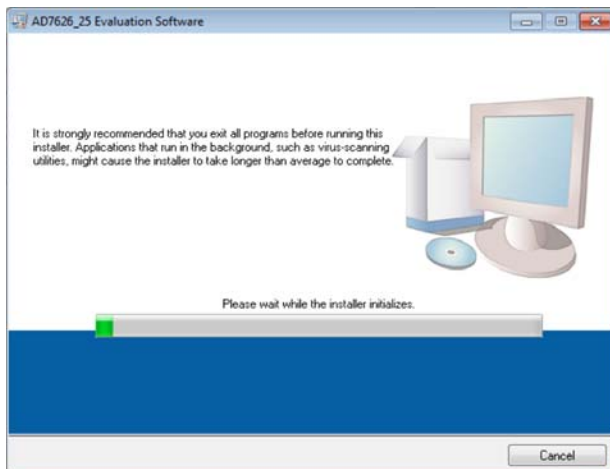 AD7626_25 Evaluation Software
It is strongly recommended that you exit all programs before running this
installer. Applications that run in the background, such as virus-scanning
utilities, might cause the installer to take longer than average to complete.
Please wait while the installer initializes.
Cancel